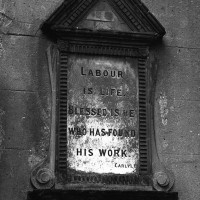 LABOUR
IS LIFE
BLESSED IS HE
WHO HAS FOUND
HIS WORK.
CARLYLE